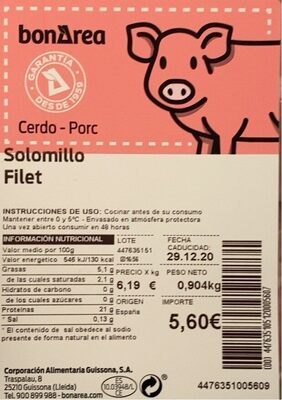 bonÀrea
GARANTÍA
DESDE 1959
Cerdo - Porc
Solomillo
Filet
INSTRUCCIONES DE USO: Cocinar antes de su consumo
Mantener entre 0 y 5ºC - Envasado en atmósfera protectora
Una vez abierto consumir en 48 horas
INFORMACIÓN NUTRICIONAL
Valor medio por 100g
Valor energetico 546 kJ/130 kcal
Grasas 5,1 g
de las cuales saturadas 2,1 g
Hidratos de carbono 0 g
de los cuales azúcares 0 g
Proteinas 21 g
* Sal 0,13 g
* El contenido de sal obedece al sodio
presente de forma natural en el alimento
LOTE
447635151
FECHA
CADUCIDAD:
29.12.20
PRECIO X kg
6,19 €
PESO NETO
0,904kg
ORIGEN
España
IMPORTE
5,60€
(01) 4476351051200005607
Corporación Alimentaria Guissona, S.A.
Traspalau, 8
25210 Guissona (Lleida)
Tel. 900 899 988 - bonarea.com
ES
10.03948/L
CE
4476351005609